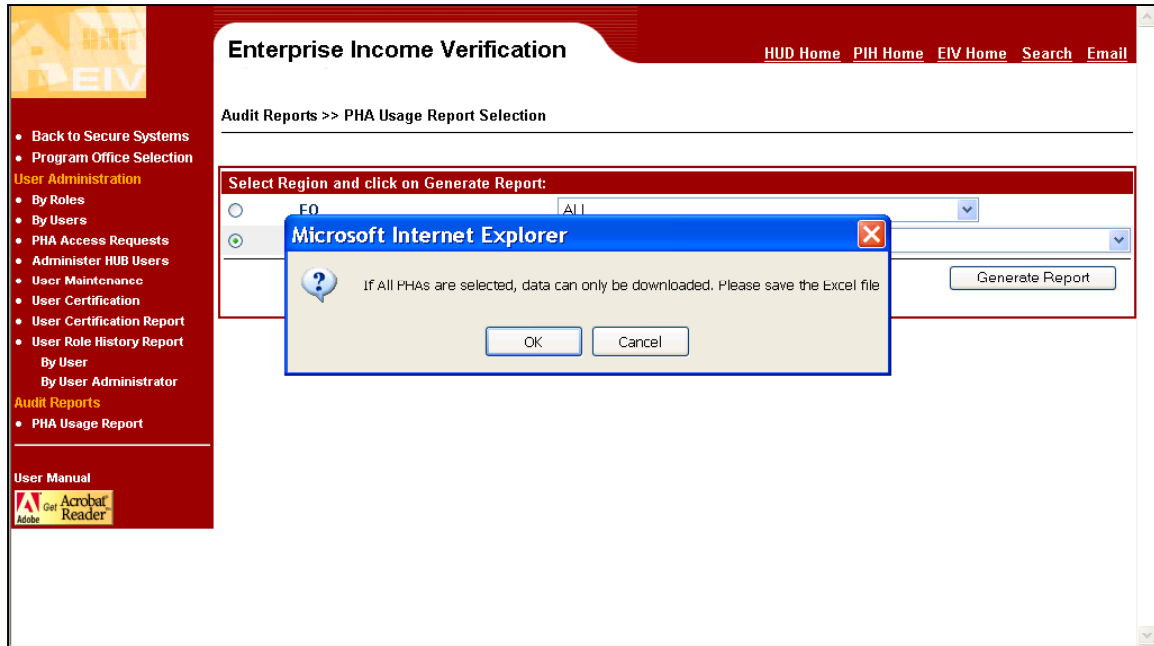 EIV
Enterprise Income Verification
HUD Home PIH Home EIV Home Search Email
Audit Reports >> PHA Usage Report Selection
• Back to Secure Systems
• Program Office Selection
User Administration
• By Roles
• By Users
• PHA Access Requests
• Administer HUB Users
• User Maintenance
• User Certification
• User Certification Report
• User Role History Report
By User
By User Administrator
Audit Reports
• PHA Usage Report
User Manual
Adobe Get Acrobat Reader
Select Region and click on Generate Report:
FO ALL
Microsoft Internet Explorer
If All PHAs are selected, data can only be downloaded. Please save the Excel file
OK Cancel
Generate Report